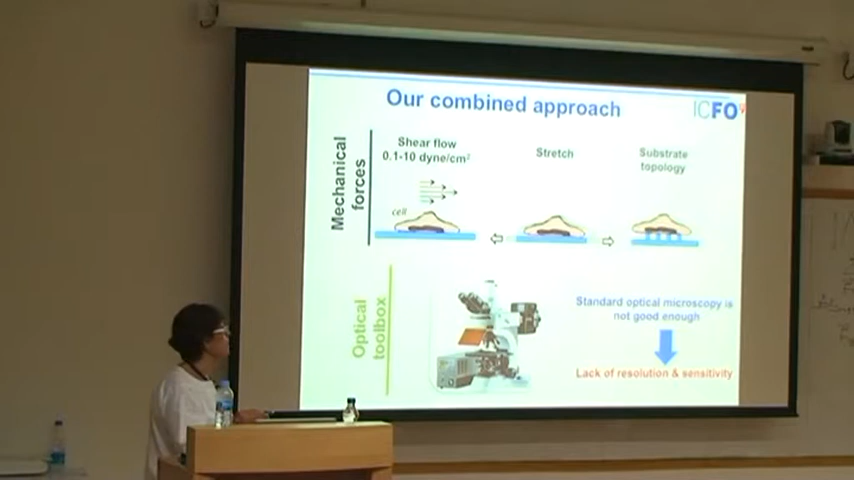 Our combined approach
ICFO
Mechanical
forces
Shear flow
0.1-10 dyne/cm²
Stretch
Substrate
topology
cell
Optical
toolbox
Standard optical microscopy is
not good enough
Lack of resolution & sensitivity